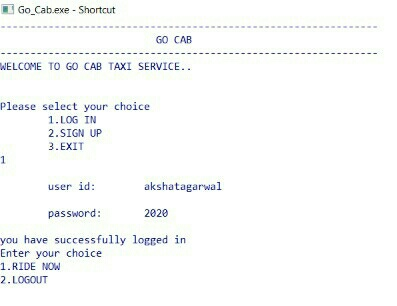 Go_Cab.exe - Shortcut
------------------------------------------------------------------
GO CAB
------------------------------------------------------------------
WELCOME TO GO CAB TAXI SERVICE..
Please select your choice
1.LOG IN
2.SIGN UP
3.EXIT
1
user id: akshatagarwal
password: 2020
you have successfully logged in
Enter your choice
1.RIDE NOW
2.LOGOUT